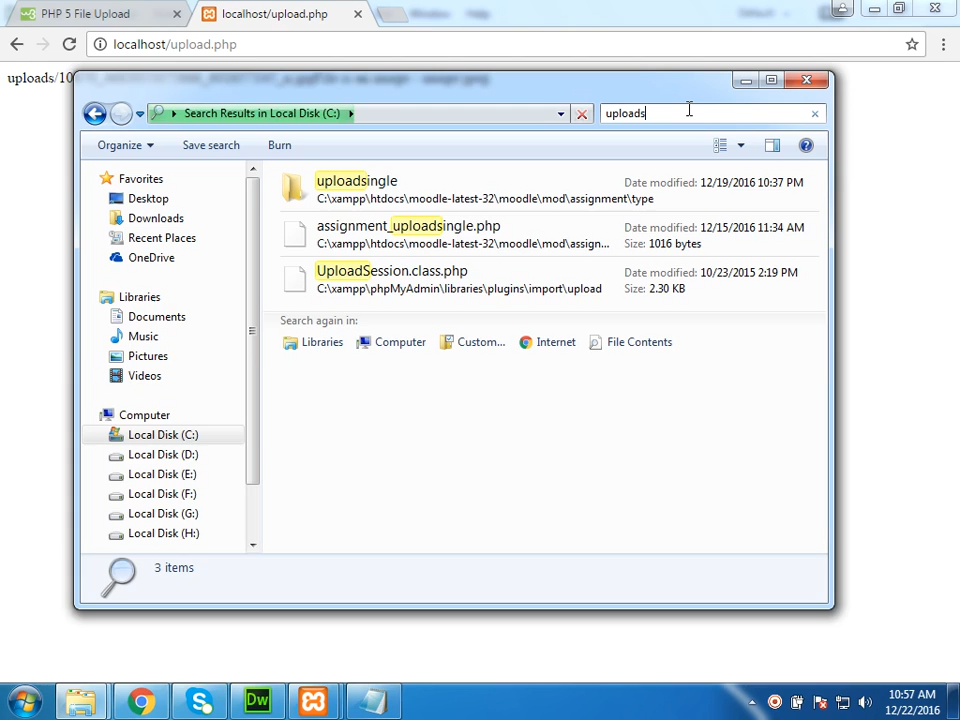 PHP 5 File Upload
localhost/upload.php
localhost/upload.php
uploads/10
Search Results in Local Disk (C:)
uploads
Organize
Save search
Burn
Favorites
Desktop
Downloads
Recent Places
OneDrive
Libraries
Documents
Music
Pictures
Videos
Computer
Local Disk (C:)
Local Disk (D:)
Local Disk (E:)
Local Disk (F:)
Local Disk (G:)
Local Disk (H:)
uploadsingle
Date modified: 12/19/2016 10:37 PM
C:\xampp\htdocs\moodle-latest-32\moodle\mod\assignment\type
assignment_uploadsingle.php
Date modified: 12/15/2016 11:34 AM
C:\xampp\htdocs\moodle-latest-32\moodle\mod\assign...
Size: 1016 bytes
UploadSession.class.php
Date modified: 10/23/2015 2:19 PM
C:\xampp\phpMyAdmin\libraries\plugins\import\upload
Size: 2.30 KB
Search again in:
Libraries
Computer
Custom...
Internet
File Contents
3 items
Dw
10:57 AM
12/22/2016